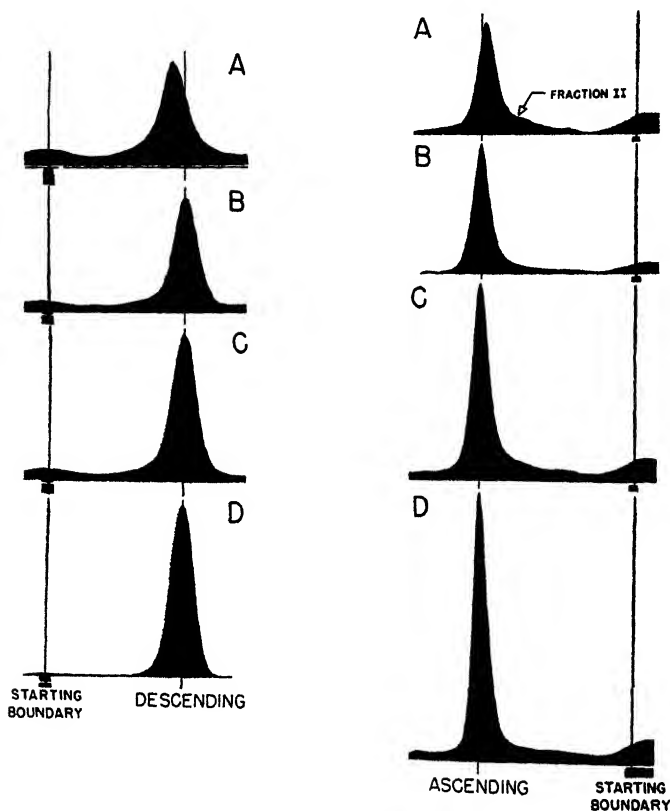 A
B
C
D
STARTING
BOUNDARY
DESCENDING
A
FRACTION II
B
C
D
ASCENDING
STARTING
BOUNDARY